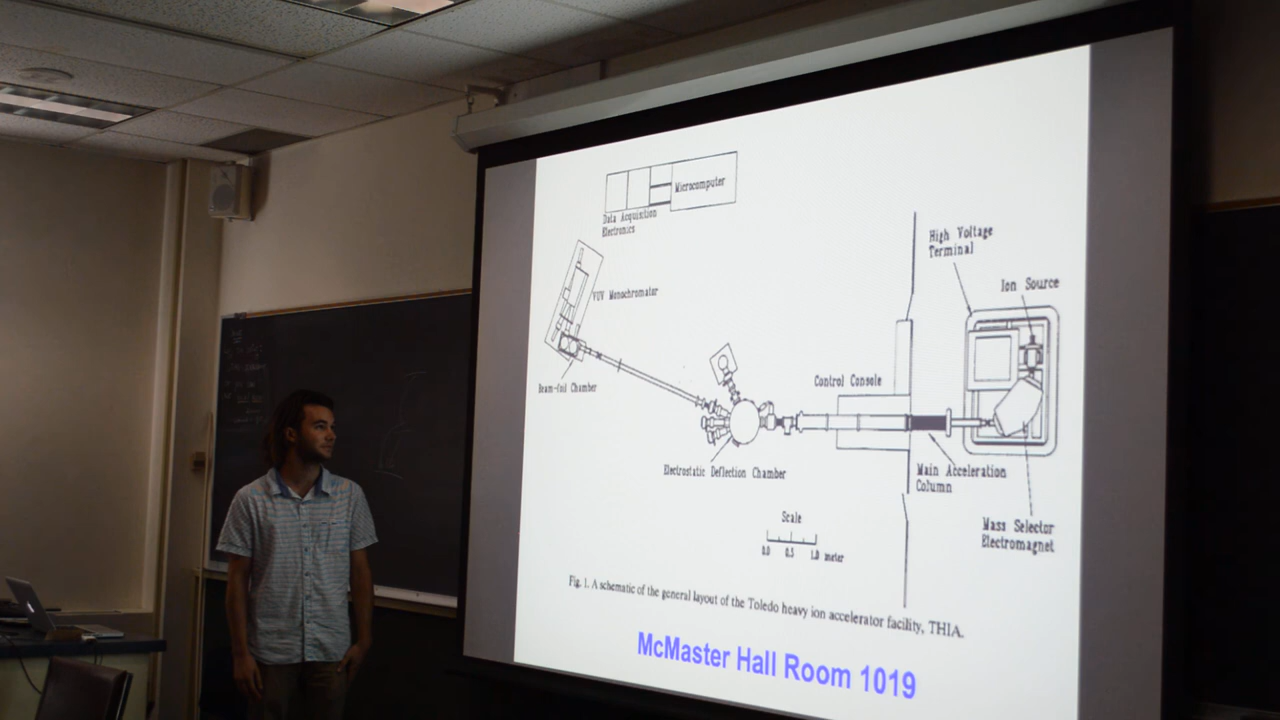 Microcomputer
Data Acquisition
Electronics
High Voltage
Terminal
Ion Source
VUV Monochromator
Beam-foil Chamber
Control Console
Electrostatic Deflection Chamber
Main Acceleration
Column
Mass Selector
Electromagnet
Scale
0.0 0.5 1.0 meter
Fig. 1. A schematic of the general layout of the Toledo heavy ion accelerator facility, THIA.
McMaster Hall Room 1019